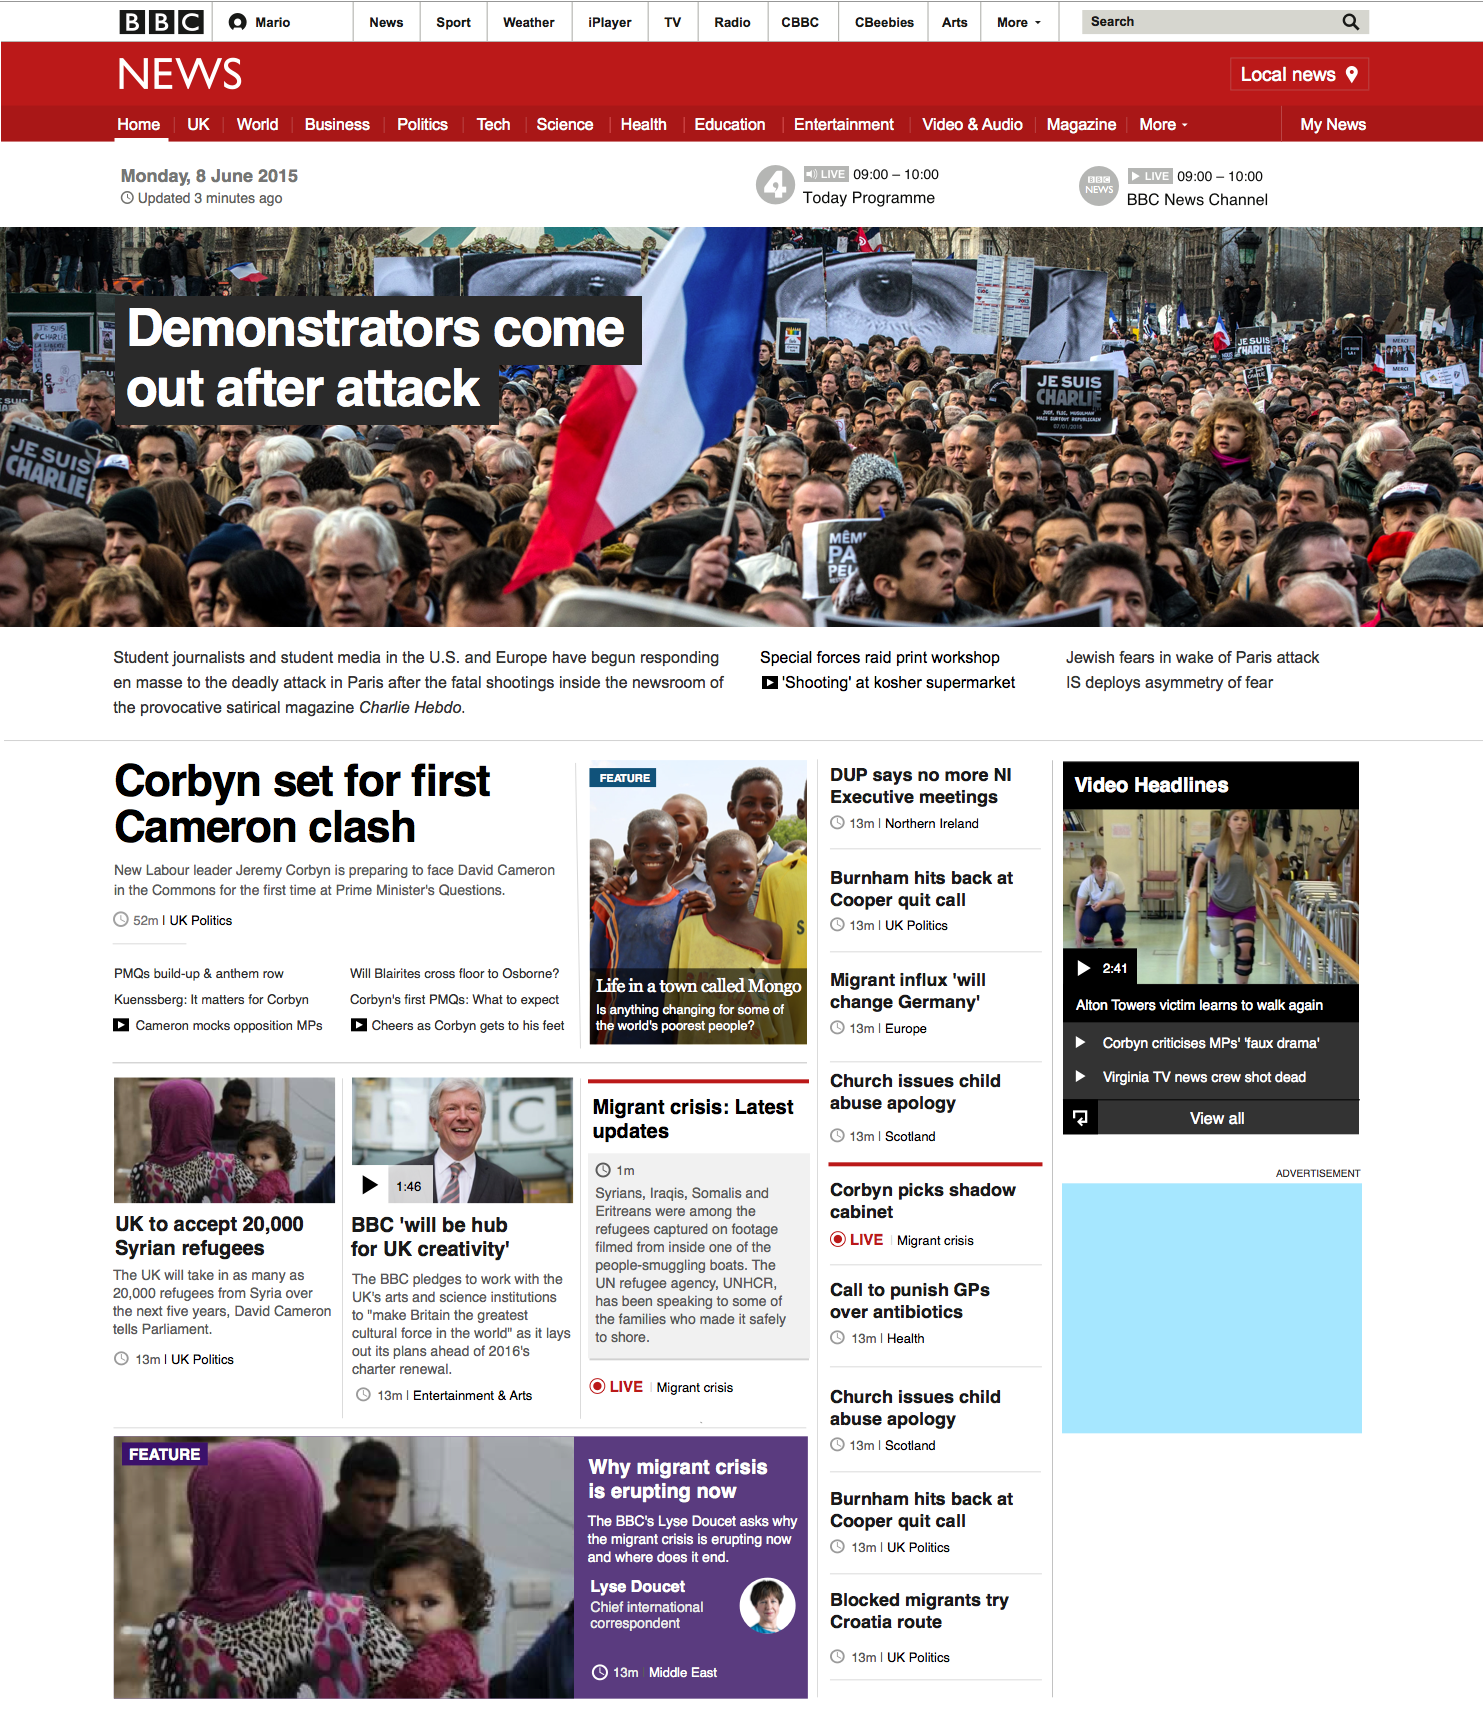 BBC
Mario
News
Sport
Weather
iPlayer
TV
Radio
CBBC
CBeebies
Arts
More
Search
NEWS
Local news
Home
UK
World
Business
Politics
Tech
Science
Health
Education
Entertainment
Video & Audio
Magazine
More
My News
Monday, 8 June 2015
Updated 3 minutes ago
4
LIVE 09:00 – 10:00
Today Programme
BBC
NEWS
LIVE 09:00 – 10:00
BBC News Channel
Demonstrators come
out after attack
JE SUIS
CHARLIE
JE SUIS
CHARLIE
JE SUIS
CHARLIE
MERCI
Student journalists and student media in the U.S. and Europe have begun responding
en masse to the deadly attack in Paris after the fatal shootings inside the newsroom of
the provocative satirical magazine Charlie Hebdo.
Special forces raid print workshop
'Shooting' at kosher supermarket
Jewish fears in wake of Paris attack
IS deploys asymmetry of fear
Corbyn set for first
Cameron clash
New Labour leader Jeremy Corbyn is preparing to face David Cameron
in the Commons for the first time at Prime Minister's Questions.
52m | UK Politics
PMQs build-up & anthem row
Kuenssberg: It matters for Corbyn
Cameron mocks opposition MPs
Will Blairites cross floor to Osborne?
Corbyn's first PMQs: What to expect
Cheers as Corbyn gets to his feet
FEATURE
Life in a town called Mongo
Is anything changing for some of
the world's poorest people?
UK to accept 20,000
Syrian refugees
The UK will take in as many as
20,000 refugees from Syria over
the next five years, David Cameron
tells Parliament.
13m | UK Politics
1:46
BBC 'will be hub
for UK creativity'
The BBC pledges to work with the
UK's arts and science institutions
to "make Britain the greatest
cultural force in the world" as it lays
out its plans ahead of 2016's
charter renewal.
13m | Entertainment & Arts
Migrant crisis: Latest
updates
1m
Syrians, Iraqis, Somalis and
Eritreans were among the
refugees captured on footage
filmed from inside one of the
people-smuggling boats. The
UN refugee agency, UNHCR,
has been speaking to some of
the families who made it safely
to shore.
LIVE | Migrant crisis
FEATURE
Why migrant crisis
is erupting now
The BBC's Lyse Doucet asks why
the migrant crisis is erupting now
and where does it end.
Lyse Doucet
Chief international
correspondent
13m | Middle East
DUP says no more NI
Executive meetings
13m | Northern Ireland
Burnham hits back at
Cooper quit call
13m | UK Politics
Migrant influx 'will
change Germany'
13m | Europe
Church issues child
abuse apology
13m | Scotland
Corbyn picks shadow
cabinet
LIVE | Migrant crisis
Call to punish GPs
over antibiotics
13m | Health
Church issues child
abuse apology
13m | Scotland
Burnham hits back at
Cooper quit call
13m | UK Politics
Blocked migrants try
Croatia route
13m | UK Politics
Video Headlines
2:41
Alton Towers victim learns to walk again
Corbyn criticises MPs' 'faux drama'
Virginia TV news crew shot dead
View all
ADVERTISEMENT